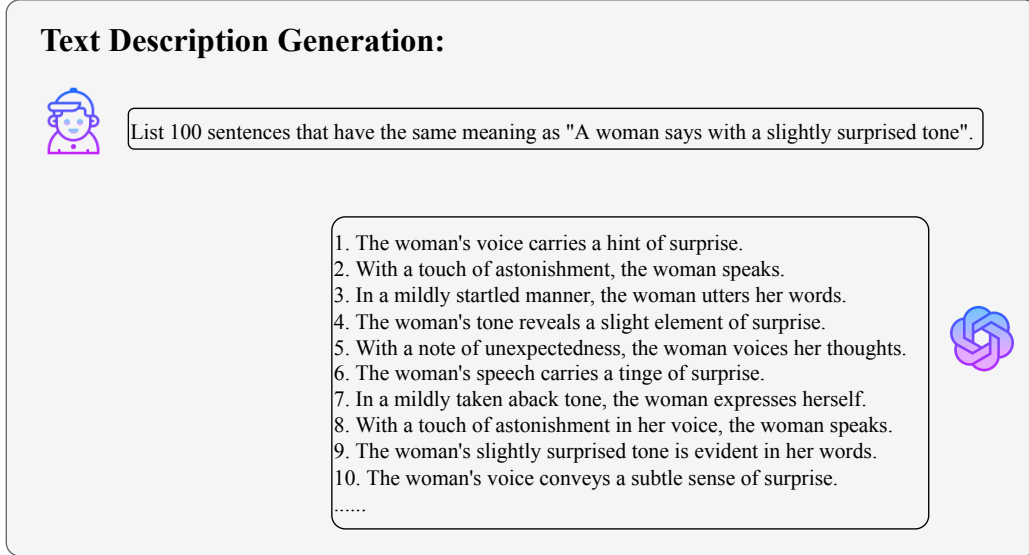 Text Description Generation:
List 100 sentences that have the same meaning as "A woman says with a slightly surprised tone".
1. The woman's voice carries a hint of surprise.
2. With a touch of astonishment, the woman speaks.
3. In a mildly startled manner, the woman utters her words.
4. The woman's tone reveals a slight element of surprise.
5. With a note of unexpectedness, the woman voices her thoughts.
6. The woman's speech carries a tinge of surprise.
7. In a mildly taken aback tone, the woman expresses herself.
8. With a touch of astonishment in her voice, the woman speaks.
9. The woman's slightly surprised tone is evident in her words.
10. The woman's voice conveys a subtle sense of surprise.
......